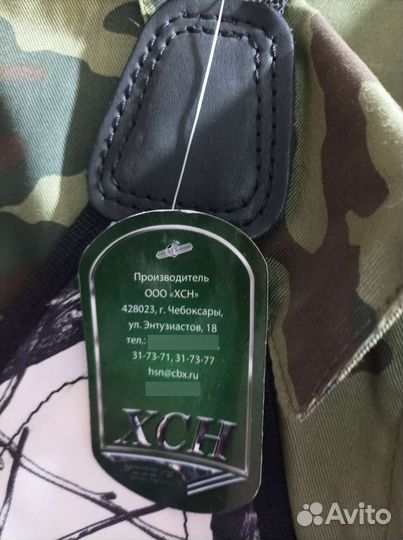 Производитель
ООО «ХСН»
428023, г. Чебоксары,
ул. Энтузиастов, 18
тел.:
31-73-71, 31-73-77
hsn@cbx.ru
ХСН
Avito